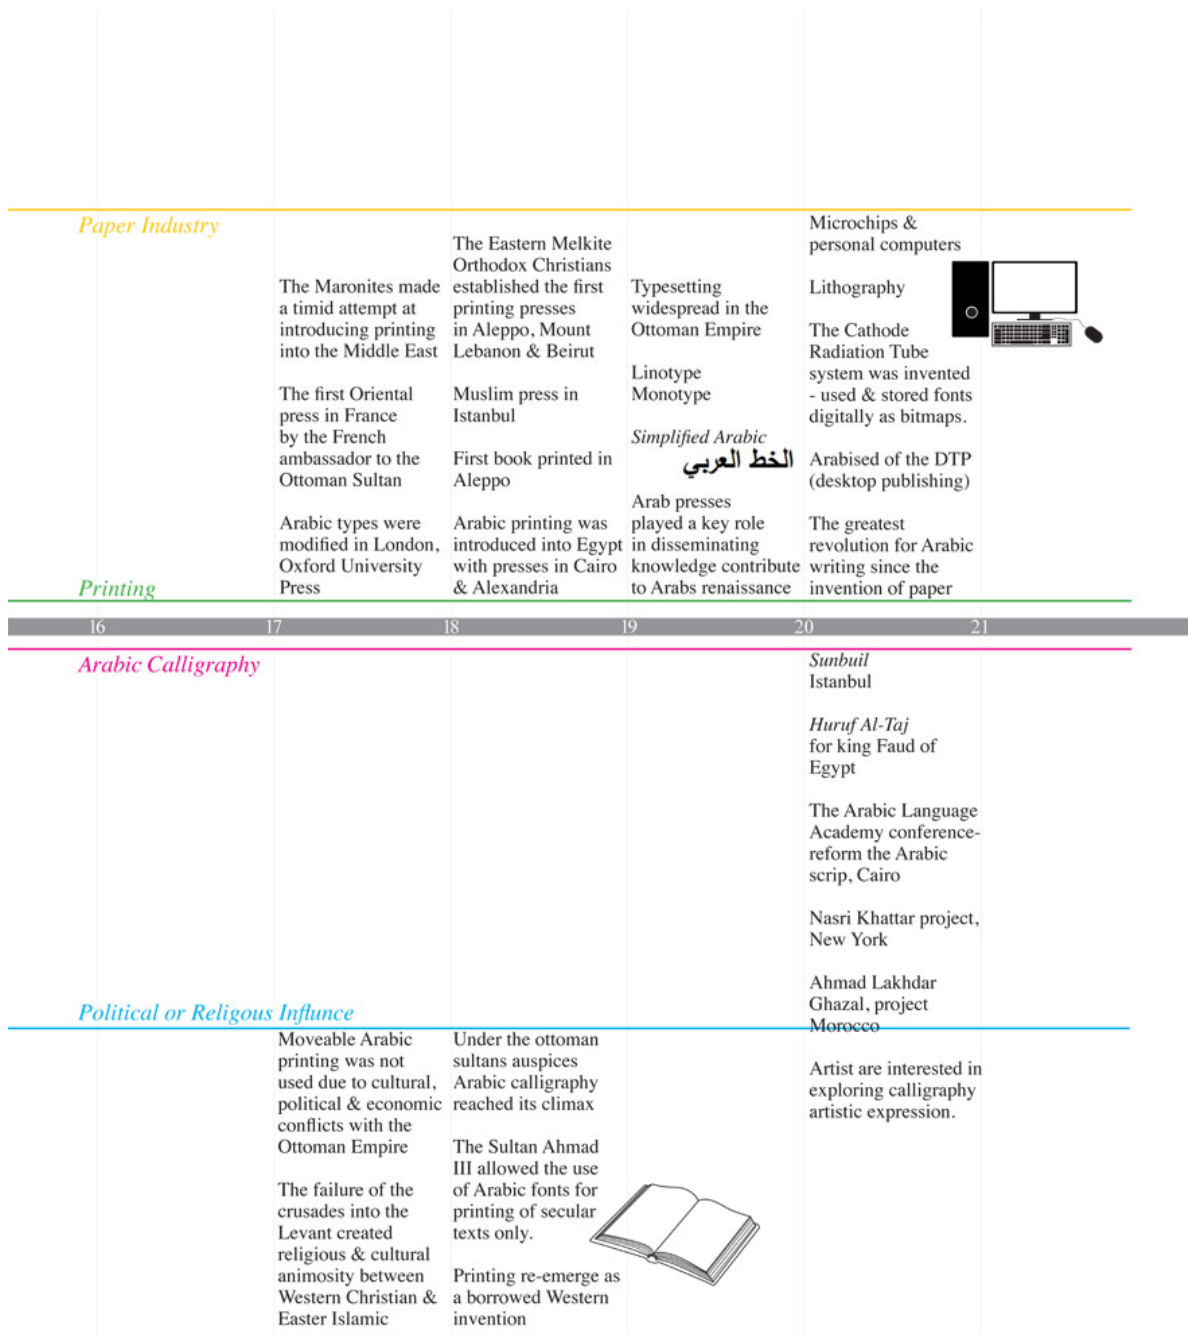 Paper Industry
The Maronites made
a timid attempt at
introducing printing
into the Middle East
The first Oriental
press in France
by the French
ambassador to the
Ottoman Sultan
Arabic types were
modified in London,
Oxford University
Press
The Eastern Melkite
Orthodox Christians
established the first
printing presses
in Aleppo, Mount
Lebanon & Beirut
Muslim press in
Istanbul
First book printed in
Aleppo
Arabic printing was
introduced into Egypt
with presses in Cairo
& Alexandria
Typesetting
widespread in the
Ottoman Empire
Linotype
Monotype
Simplified Arabic
الخط العربي
Arab presses
played a key role
in disseminating
knowledge contribute
to Arabs renaissance
Microchips &
personal computers
Lithography
The Cathode
Radiation Tube
system was invented
- used & stored fonts
digitally as bitmaps.
Arabised of the DTP
(desktop publishing)
The greatest
revolution for Arabic
writing since the
invention of paper
Printing
16 17 18 19 20 21
Arabic Calligraphy
Sunbuil
Istanbul
Huruf Al-Taj
for king Faud of
Egypt
The Arabic Language
Academy conference-
reform the Arabic
scrip, Cairo
Nasri Khattar project,
New York
Ahmad Lakhdar
Ghazal, project
Morocco
Political or Religous Influnce
Moveable Arabic
printing was not
used due to cultural,
political & economic
conflicts with the
Ottoman Empire
The failure of the
crusades into the
Levant created
religious & cultural
animosity between
Western Christian &
Easter Islamic
Under the ottoman
sultans auspices
Arabic calligraphy
reached its climax
The Sultan Ahmad
III allowed the use
of Arabic fonts for
printing of secular
texts only.
Printing re-emerge as
a borrowed Western
invention
Artist are interested in
exploring calligraphy
artistic expression.